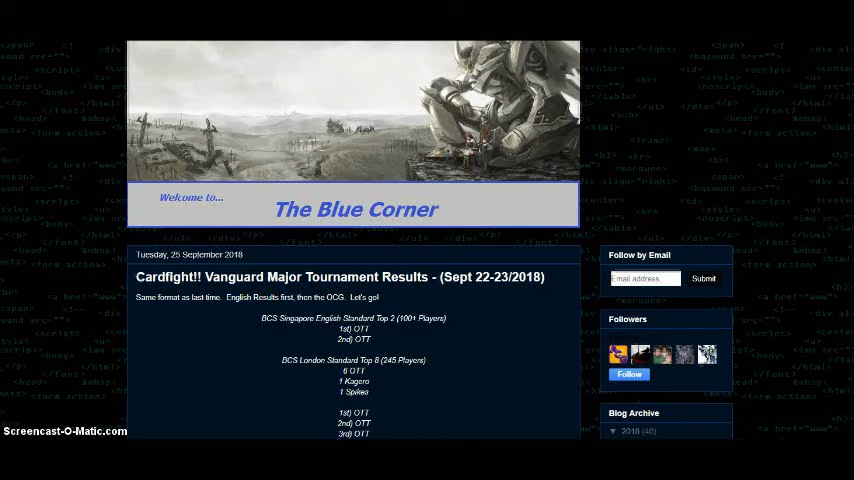 Welcome to...
The Blue Corner
Tuesday, 25 September 2018
Cardfight!! Vanguard Major Tournament Results - (Sept 22-23/2018)
Same format as last time. English Results first, then the OCG. Let's go!
BCS Singapore English Standard Top 2 (100+ Players)
1st) OTT
2nd) OTT
BCS London Standard Top 8 (245 Players)
6 OTT
1 Kagero
1 Spikes
1st) OTT
2nd) OTT
3rd) OTT
Follow by Email
Email address...
Submit
Followers
Follow
Blog Archive
▼ 2018 (40)
Screencast-O-Matic.com